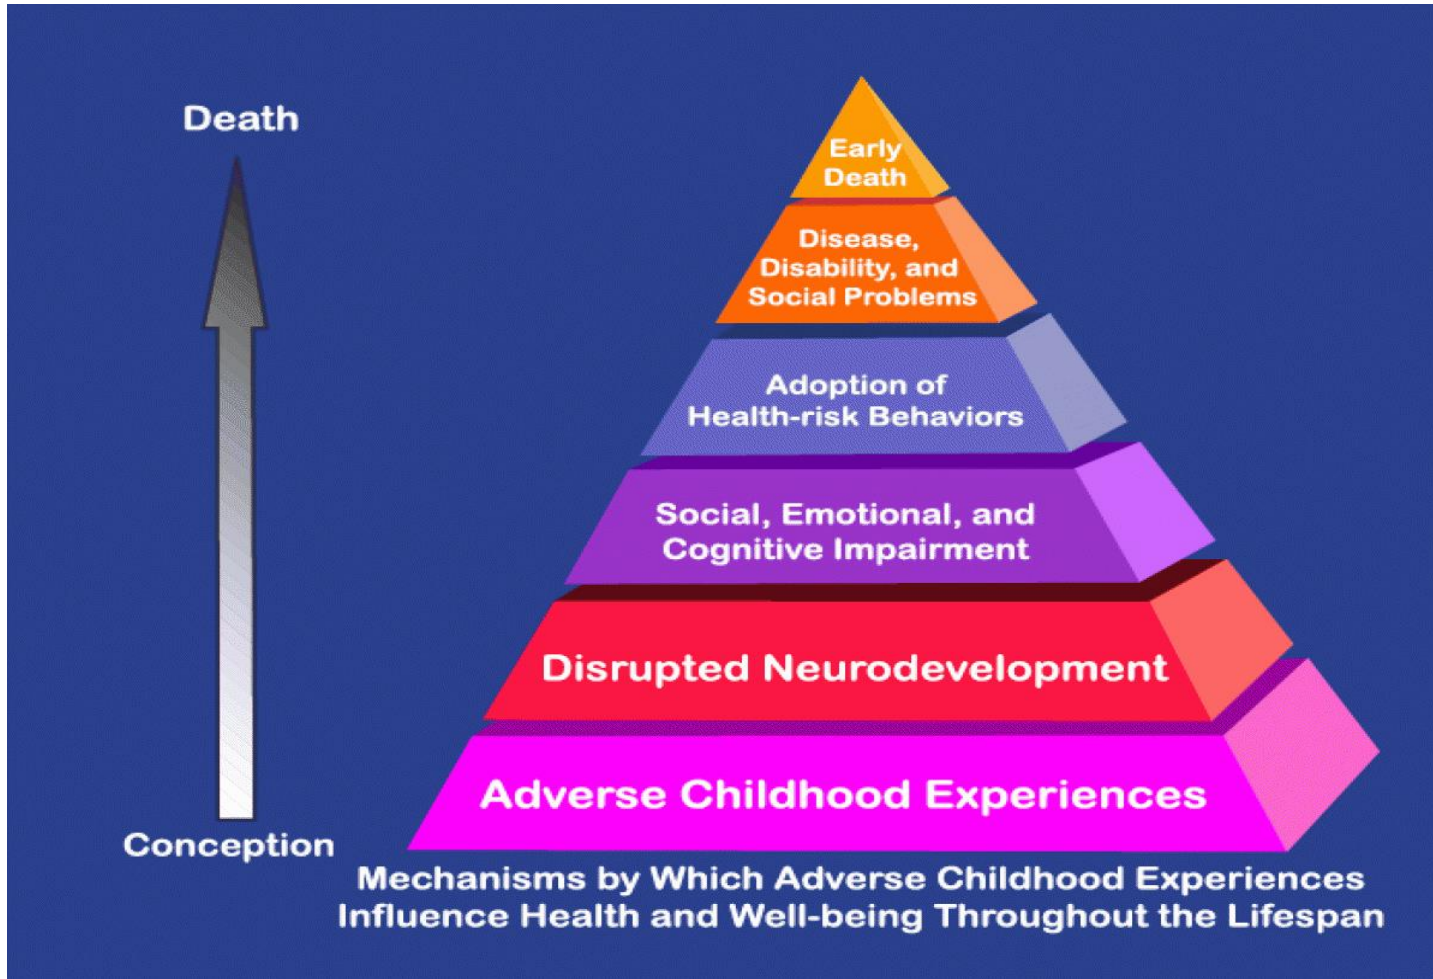 Death
Early
Death
Disease,
Disability, and
Social Problems
Adoption of
Health-risk Behaviors
Social, Emotional, and
Cognitive Impairment
Disrupted Neurodevelopment
Adverse Childhood Experiences
Conception
Mechanisms by Which Adverse Childhood Experiences
Influence Health and Well-being Throughout the Lifespan